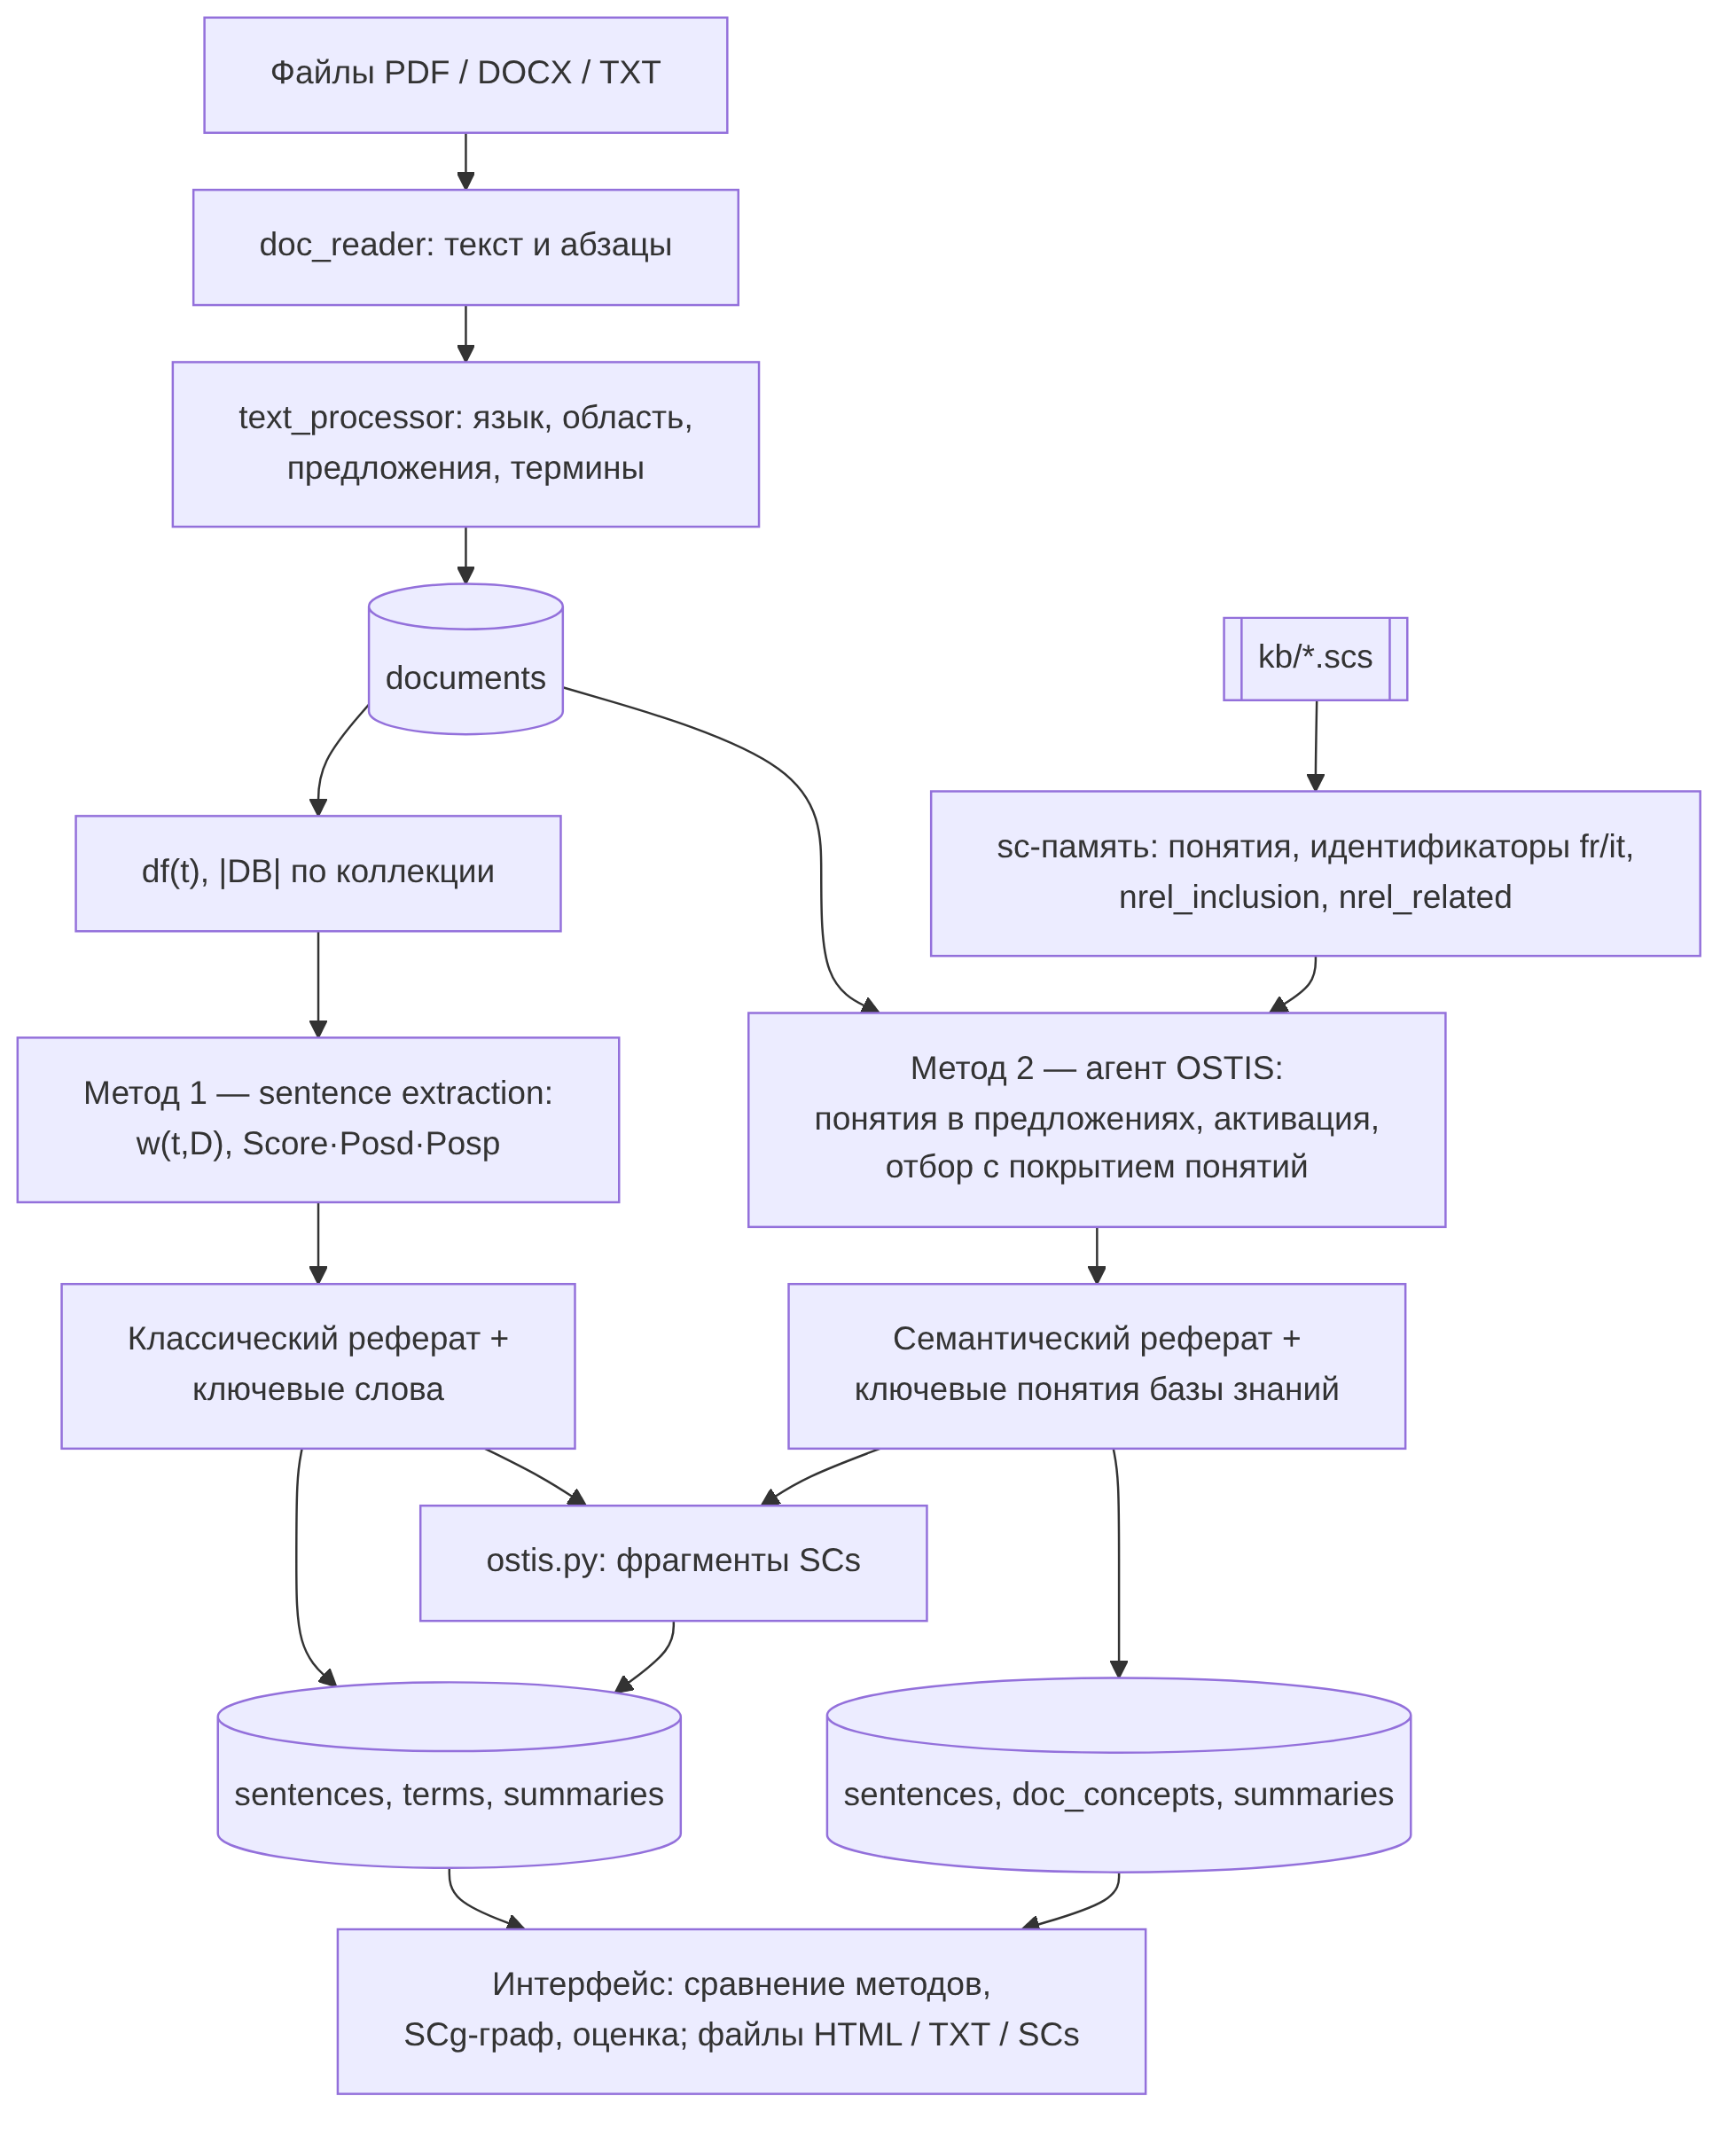 Файлы PDF / DOCX / TXT
doc_reader: текст и абзацы
text_processor: язык, область,
предложения, термины
documents
kb/*.scs
df(t), |DB| по коллекции
sc-память: понятия, идентификаторы fr/it,
nrel_inclusion, nrel_related
Метод 1 — sentence extraction:
w(t,D), Score·Posd·Posp
Метод 2 — агент OSTIS:
понятия в предложениях, активация,
отбор с покрытием понятий
Классический реферат +
ключевые слова
Семантический реферат +
ключевые понятия базы знаний
ostis.py: фрагменты SCs
sentences, terms, summaries
sentences, doc_concepts, summaries
Интерфейс: сравнение методов,
SCg-граф, оценка; файлы HTML / TXT / SCs